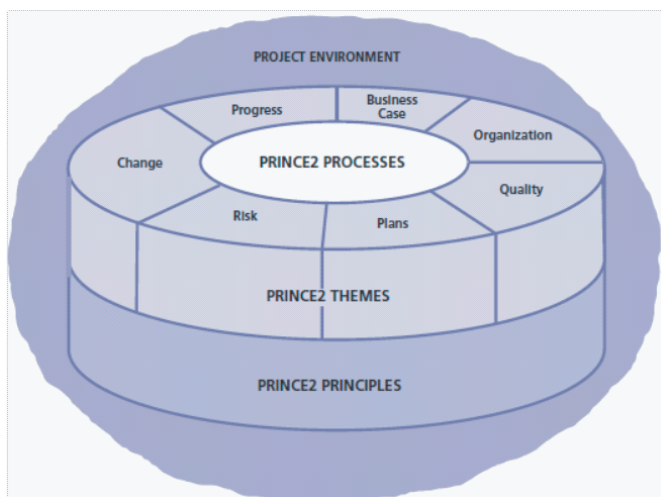 PROJECT ENVIRONMENT
Progress
Business
Case
Organization
Change
PRINCE2 PROCESSES
Quality
Risk
Plans
PRINCE2 THEMES
PRINCE2 PRINCIPLES